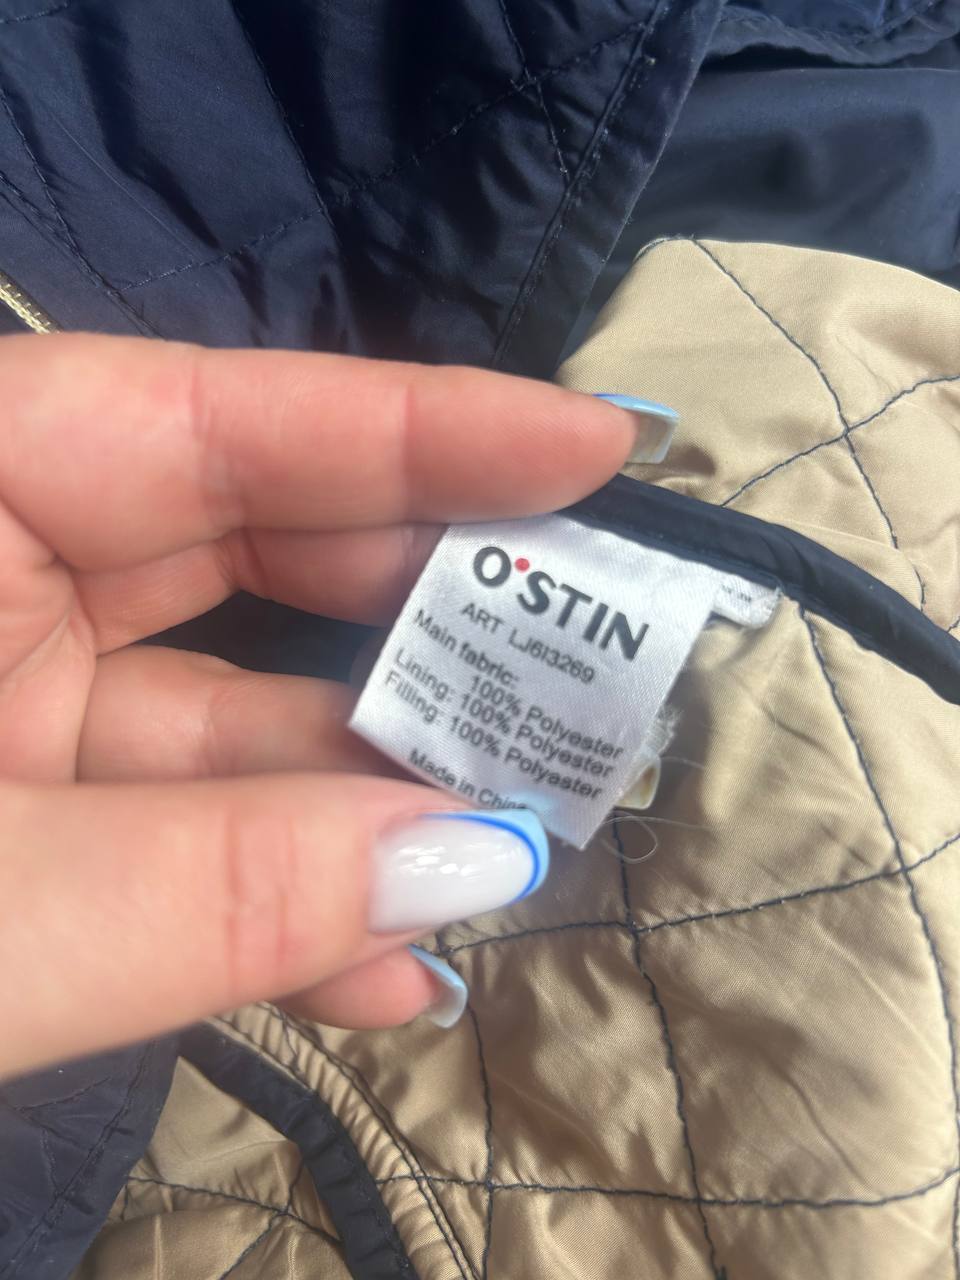 O'STIN
ART LJ6I3269
Main fabric:
100% Polyester
Lining: 100% Polyester
Filling: 100% Polyester
Made in China